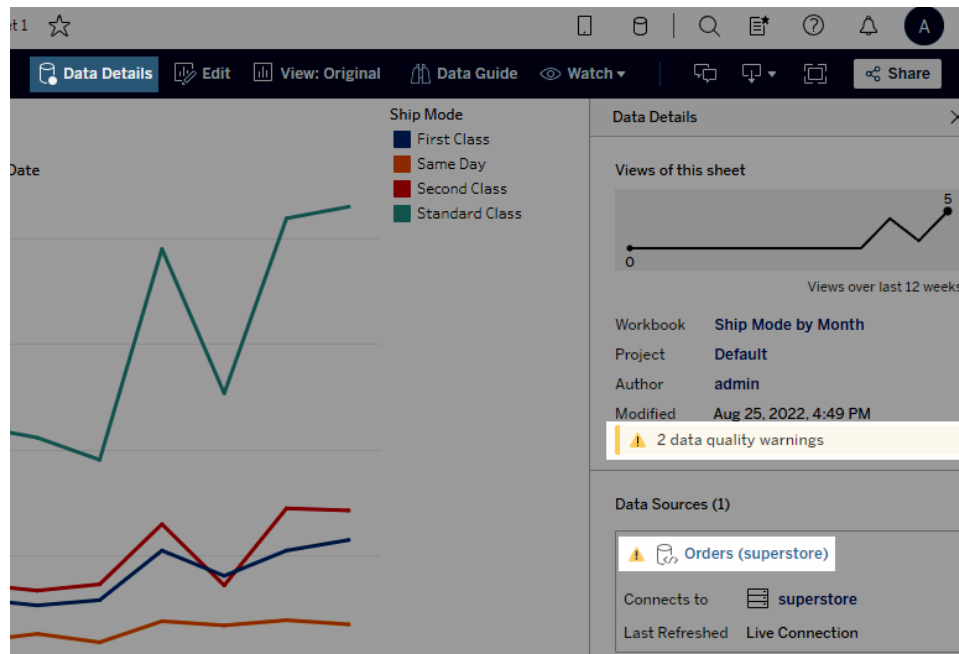 t 1
A
Data Details Edit View: Original Data Guide Watch Share
Ship Mode
First Class
Same Day
Second Class
Standard Class
Date
Data Details
Views of this sheet
5
0
Views over last 12 weeks
Workbook Ship Mode by Month
Project Default
Author admin
Modified Aug 25, 2022, 4:49 PM
2 data quality warnings
Data Sources (1)
Orders (superstore)
Connects to superstore
Last Refreshed Live Connection